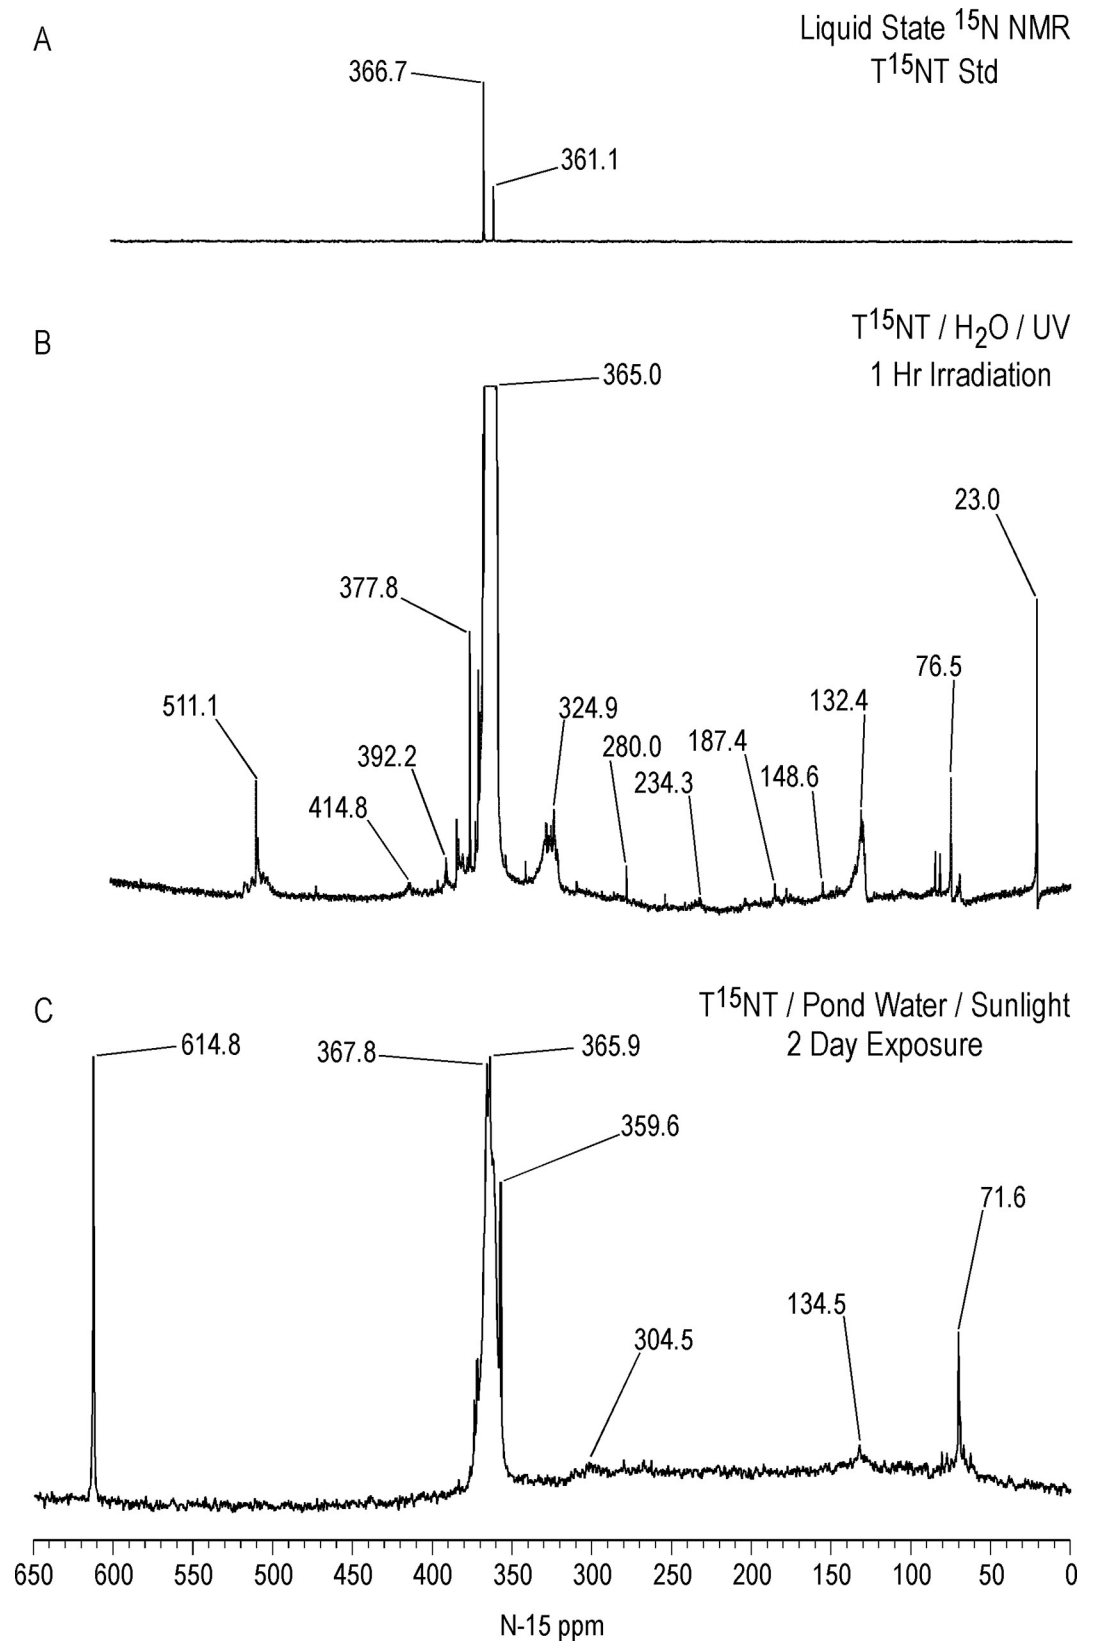 A
Liquid State ¹⁵N NMR
T¹⁵NT Std
366.7
361.1
B
T¹⁵NT / H₂O / UV
1 Hr Irradiation
365.0
23.0
377.8
76.5
511.1
324.9
132.4
392.2
280.0
187.4
234.3
148.6
414.8
C
T¹⁵NT / Pond Water / Sunlight
2 Day Exposure
614.8
367.8
365.9
359.6
71.6
134.5
304.5
650 600 550 500 450 400 350 300 250 200 150 100 50 0
N-15 ppm